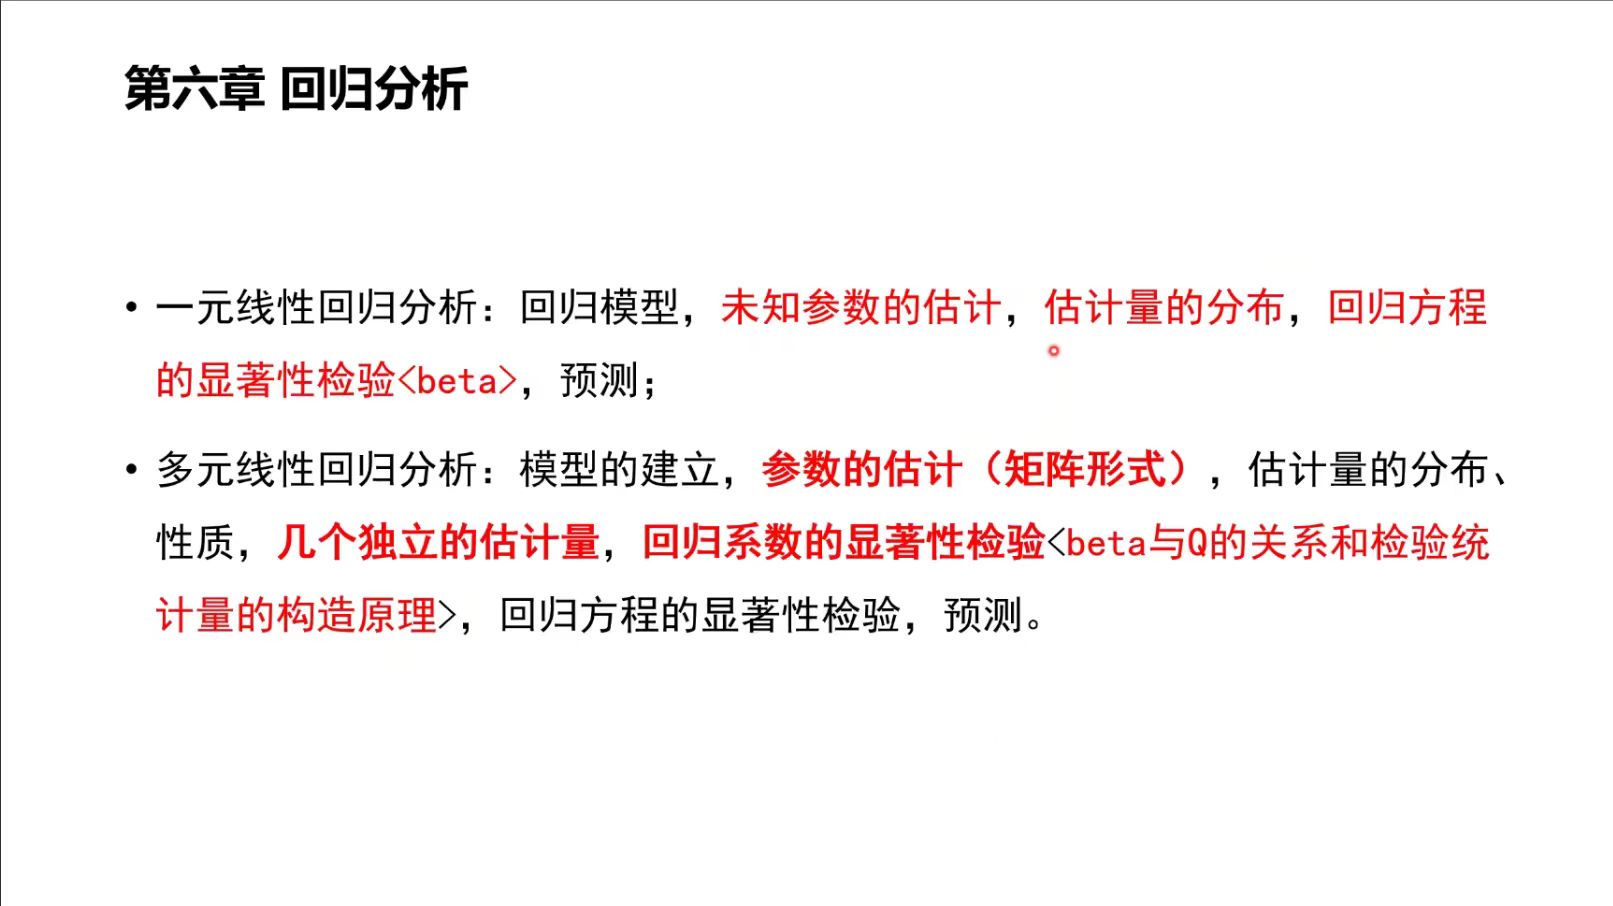 第六章 回归分析
• 一元线性回归分析：回归模型，未知参数的估计，估计量的分布，回归方程
的显著性检验<beta>，预测；
• 多元线性回归分析：模型的建立，参数的估计（矩阵形式），估计量的分布、
性质，几个独立的估计量，回归系数的显著性检验<beta与Q的关系和检验统
计量的构造原理>，回归方程的显著性检验，预测。